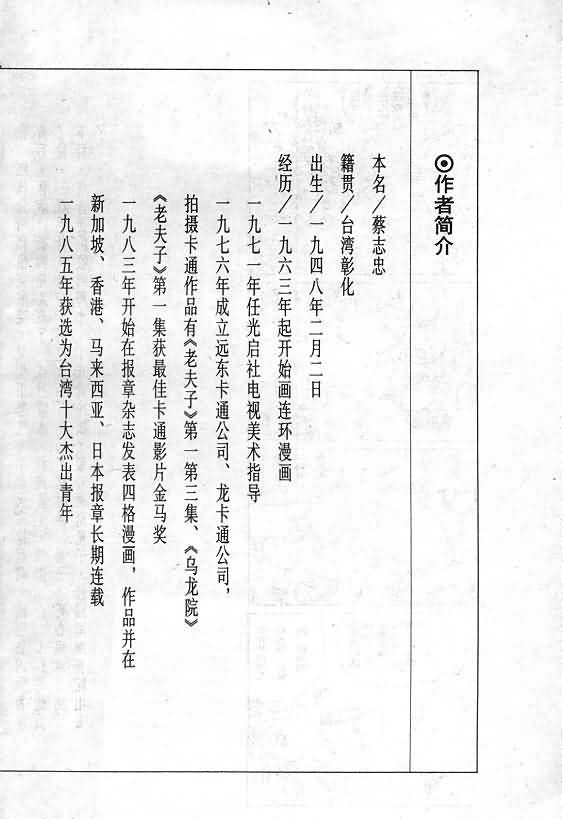 ⊙作者简介
本名／蔡志忠
籍贯／台湾彰化
出生／一九四八年二月二日
经历／一九六三年起开始画连环漫画
一九七一年任光启社电视美术指导
一九七六年成立远东卡通公司、龙卡通公司，
拍摄卡通作品有《老夫子》第一第三集、《乌龙院》
《老夫子》第一集获最佳卡通影片金马奖
一九八三年开始在报章杂志发表四格漫画，作品并在
新加坡、香港、马来西亚、日本报章长期连载
一九八五年获选为台湾十大杰出青年